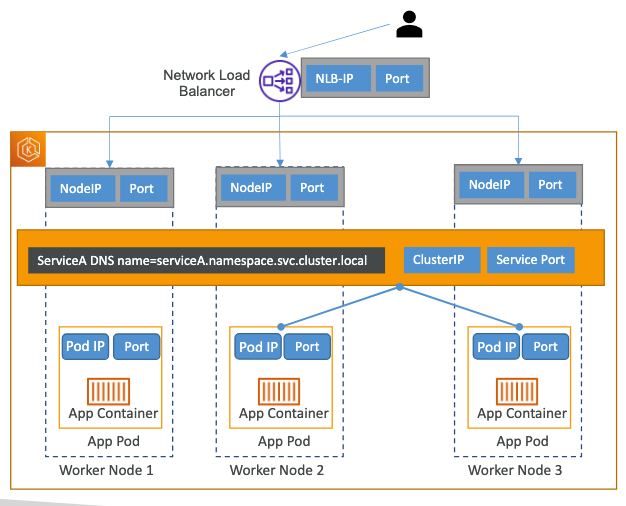 Network Load
Balancer
NLB-IP Port
NodeIP Port
NodeIP Port
NodeIP Port
ServiceA DNS name=serviceA.namespace.svc.cluster.local
ClusterIP Service Port
Pod IP Port
App Container
App Pod
Worker Node 1
Pod IP Port
App Container
App Pod
Worker Node 2
Pod IP Port
App Container
App Pod
Worker Node 3
K